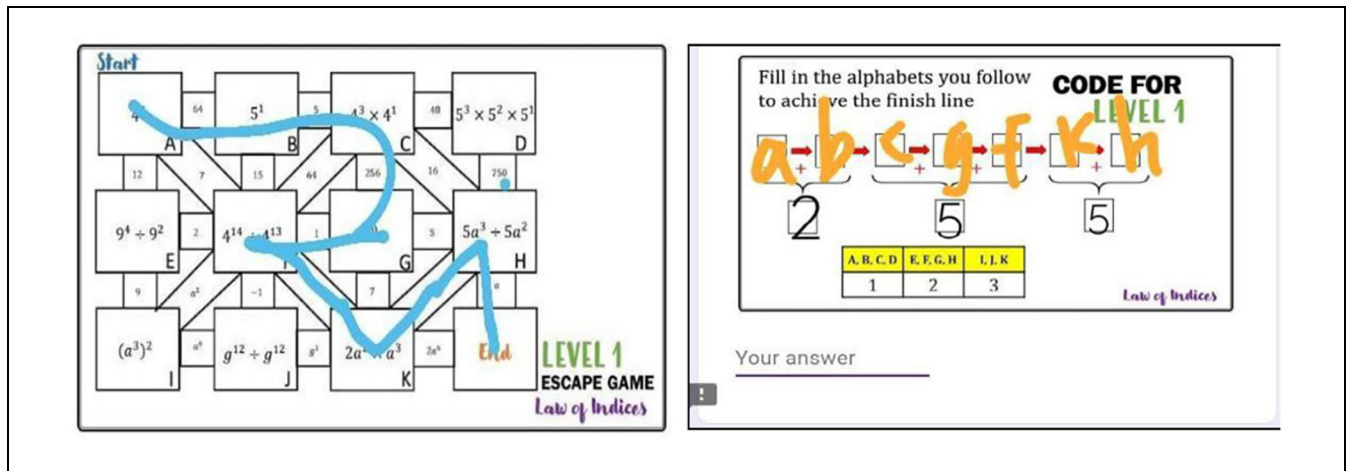 Start
64 5¹ 5 4³ × 4¹ 48 5³ × 5² × 5¹
A B C D
12 7 15 64 256 16 750
9⁴ ÷ 9² 2 4¹⁴ ÷ 4¹³ 1 5 5a³ ÷ 5a²
E G H
9 a² -1 7 a
(a³)² a⁶ g¹² ÷ g¹² g¹ 2a⁶ End
I J K
LEVEL 1
ESCAPE GAME
Law of Indices
Fill in the alphabets you follow
to achieve the finish line
CODE FOR
LEVEL 1
a b c g f k h
+ + + +
2 5 5
A, B, C, D E, F, G, H I, J, K
1 2 3
Law of Indices
Your answer
!